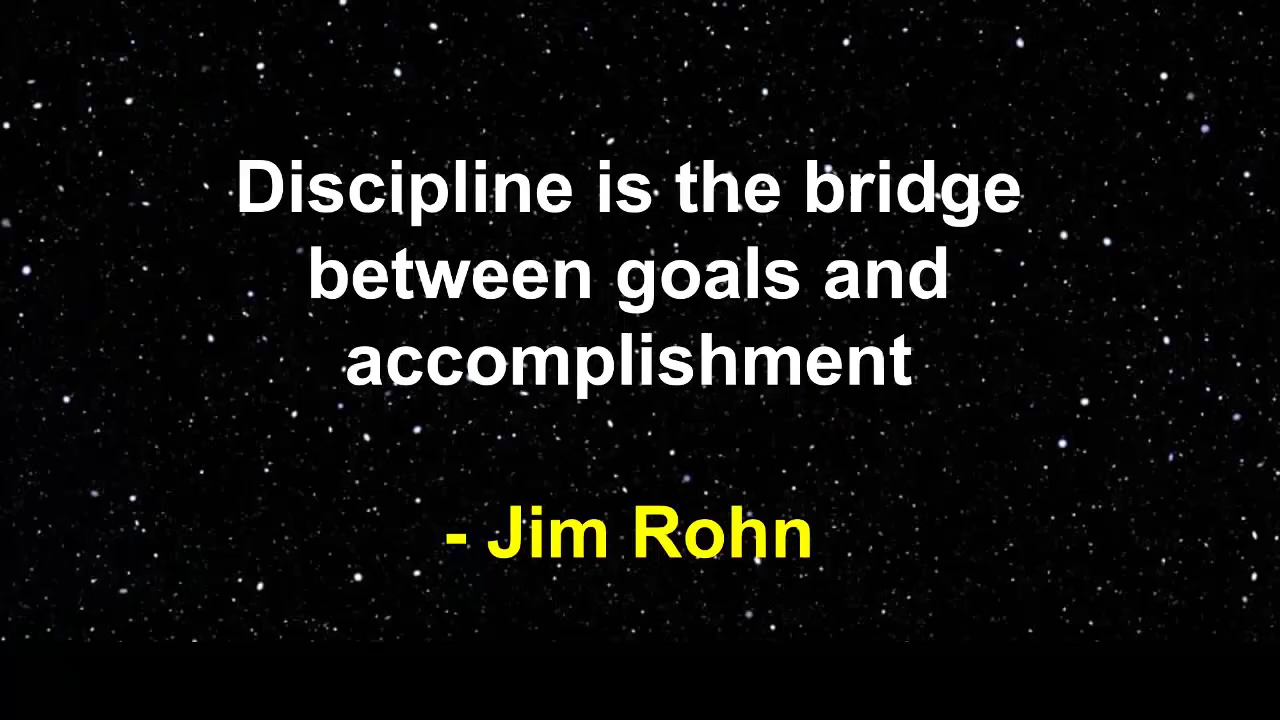 Discipline is the bridge
between goals and
accomplishment
- Jim Rohn